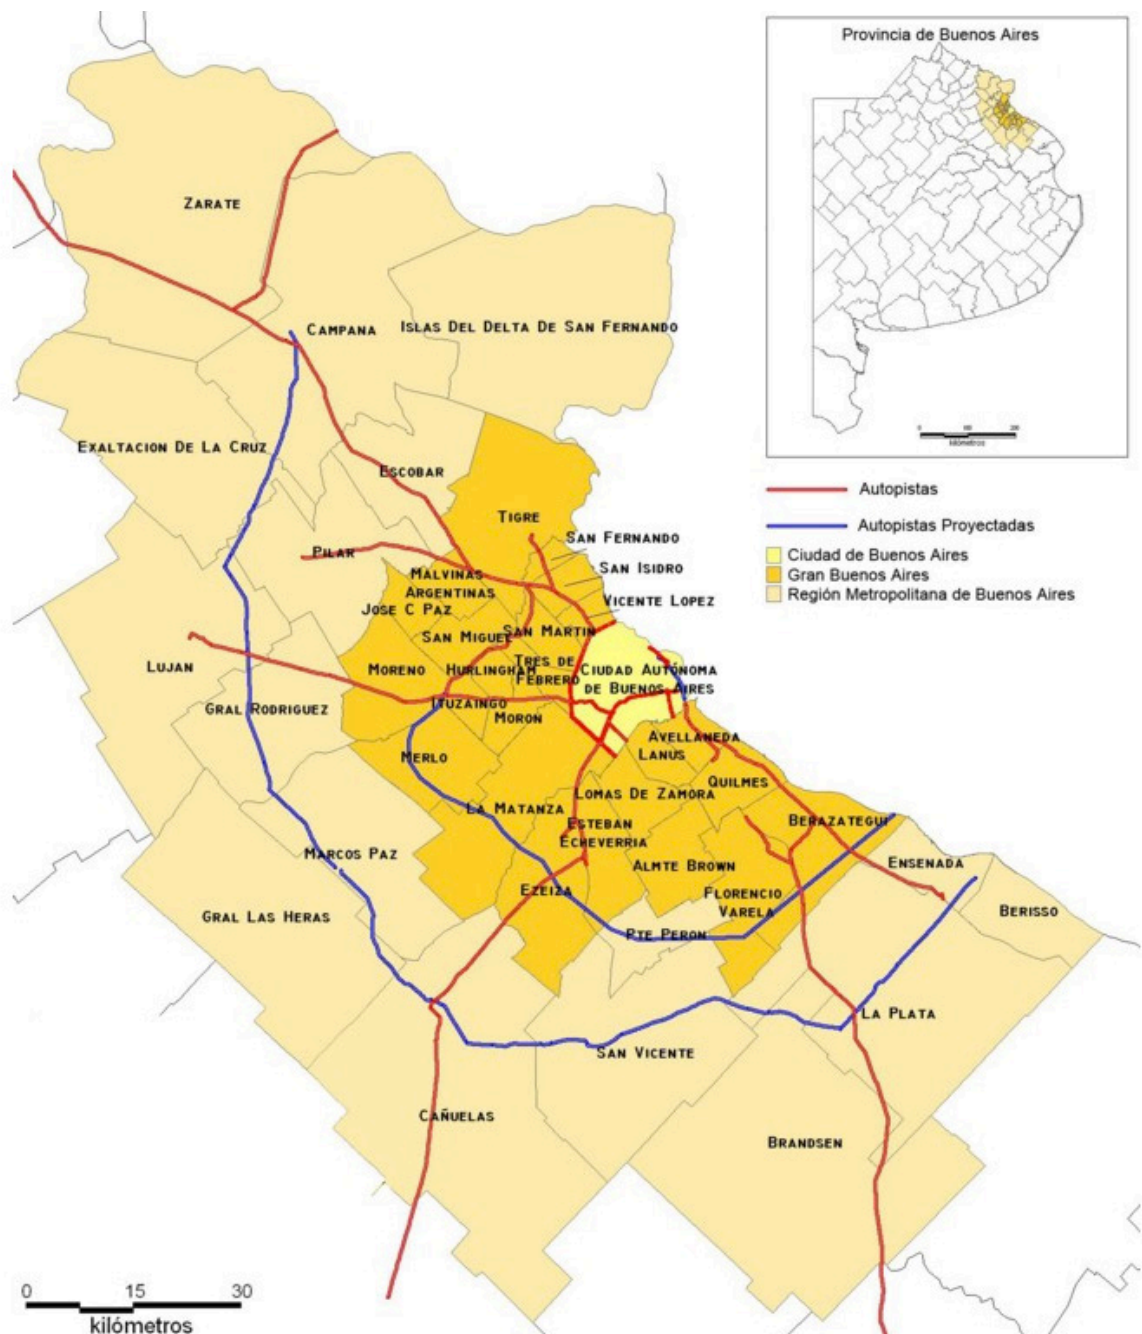 Provincia de Buenos Aires
kilómetros
Autopistas
Autopistas Proyectadas
Ciudad de Buenos Aires
Gran Buenos Aires
Región Metropolitana de Buenos Aires
ZARATE
CAMPANA
ISLAS DEL DELTA DE SAN FERNANDO
EXALTACION DE LA CRUZ
ESCOBAR
TIGRE
SAN FERNANDO
PILAR
SAN ISIDRO
MALVINAS
ARGENTINAS
VICENTE LOPEZ
JOSE C PAZ
SAN MARTIN
SAN MIGUEL
LUJAN
MORENO
HURLINGHAM
TRES DE
FEBRERO
CIUDAD AUTÓNOMA
DE BUENOS AIRES
GRAL RODRIGUEZ
ITUZAINGO
MORON
AVELLANEDA
LANUS
MERLO
QUILMES
LOMAS DE ZAMORA
LA MATANZA
ESTEBAN
ECHEVERRIA
BERAZATEGUI
MARCOS PAZ
ALMTE BROWN
ENSENADA
EZEIZA
FLORENCIO
VARELA
GRAL LAS HERAS
BERISSO
PTE PERON
LA PLATA
SAN VICENTE
CAÑUELAS
BRANDSEN
0 15 30
kilómetros